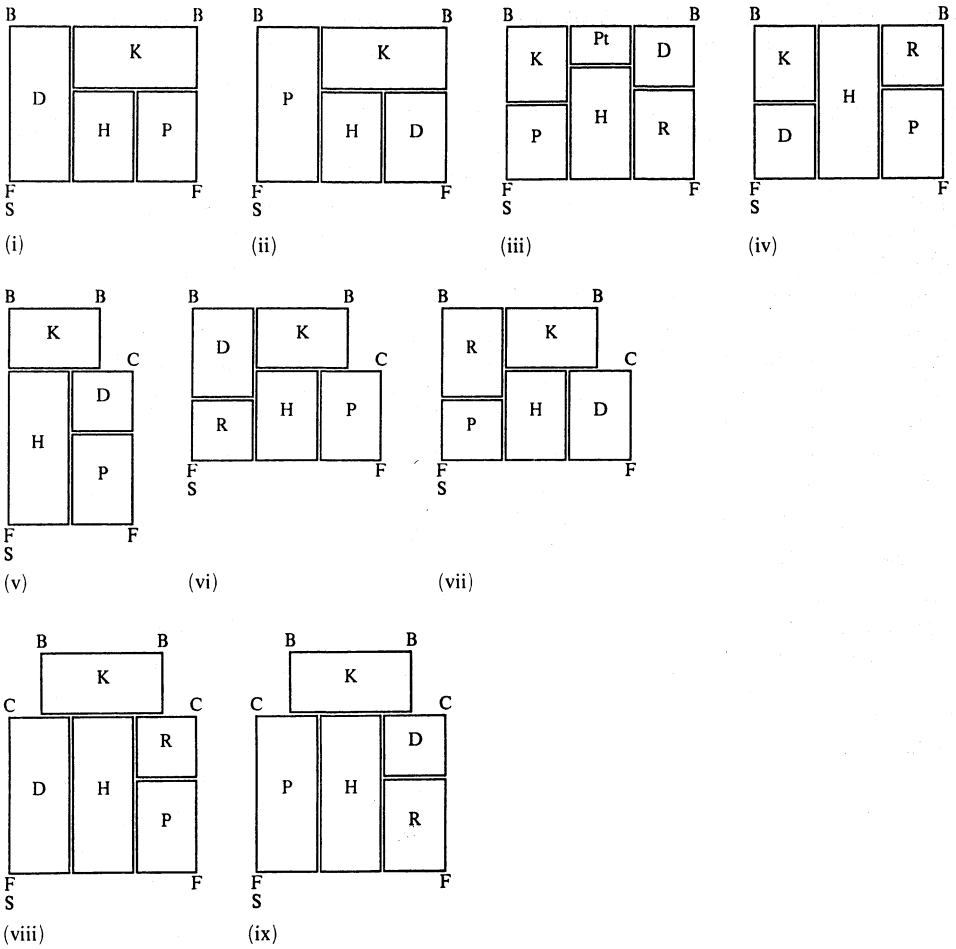 B B B B B B B B
K K K Pt D K R
D P H
H P H D P H R D P
F F F F F F F F
S S S S
(i) (ii) (iii) (iv)
B B B B B B
K D K R K
C C C
D
H R H P P H D
P
F F F F F F
S S S
(v) (vi) (vii)
B B B B
K K
C C C C
R D
D H P H
P R
F F F F
S S
(viii) (ix)